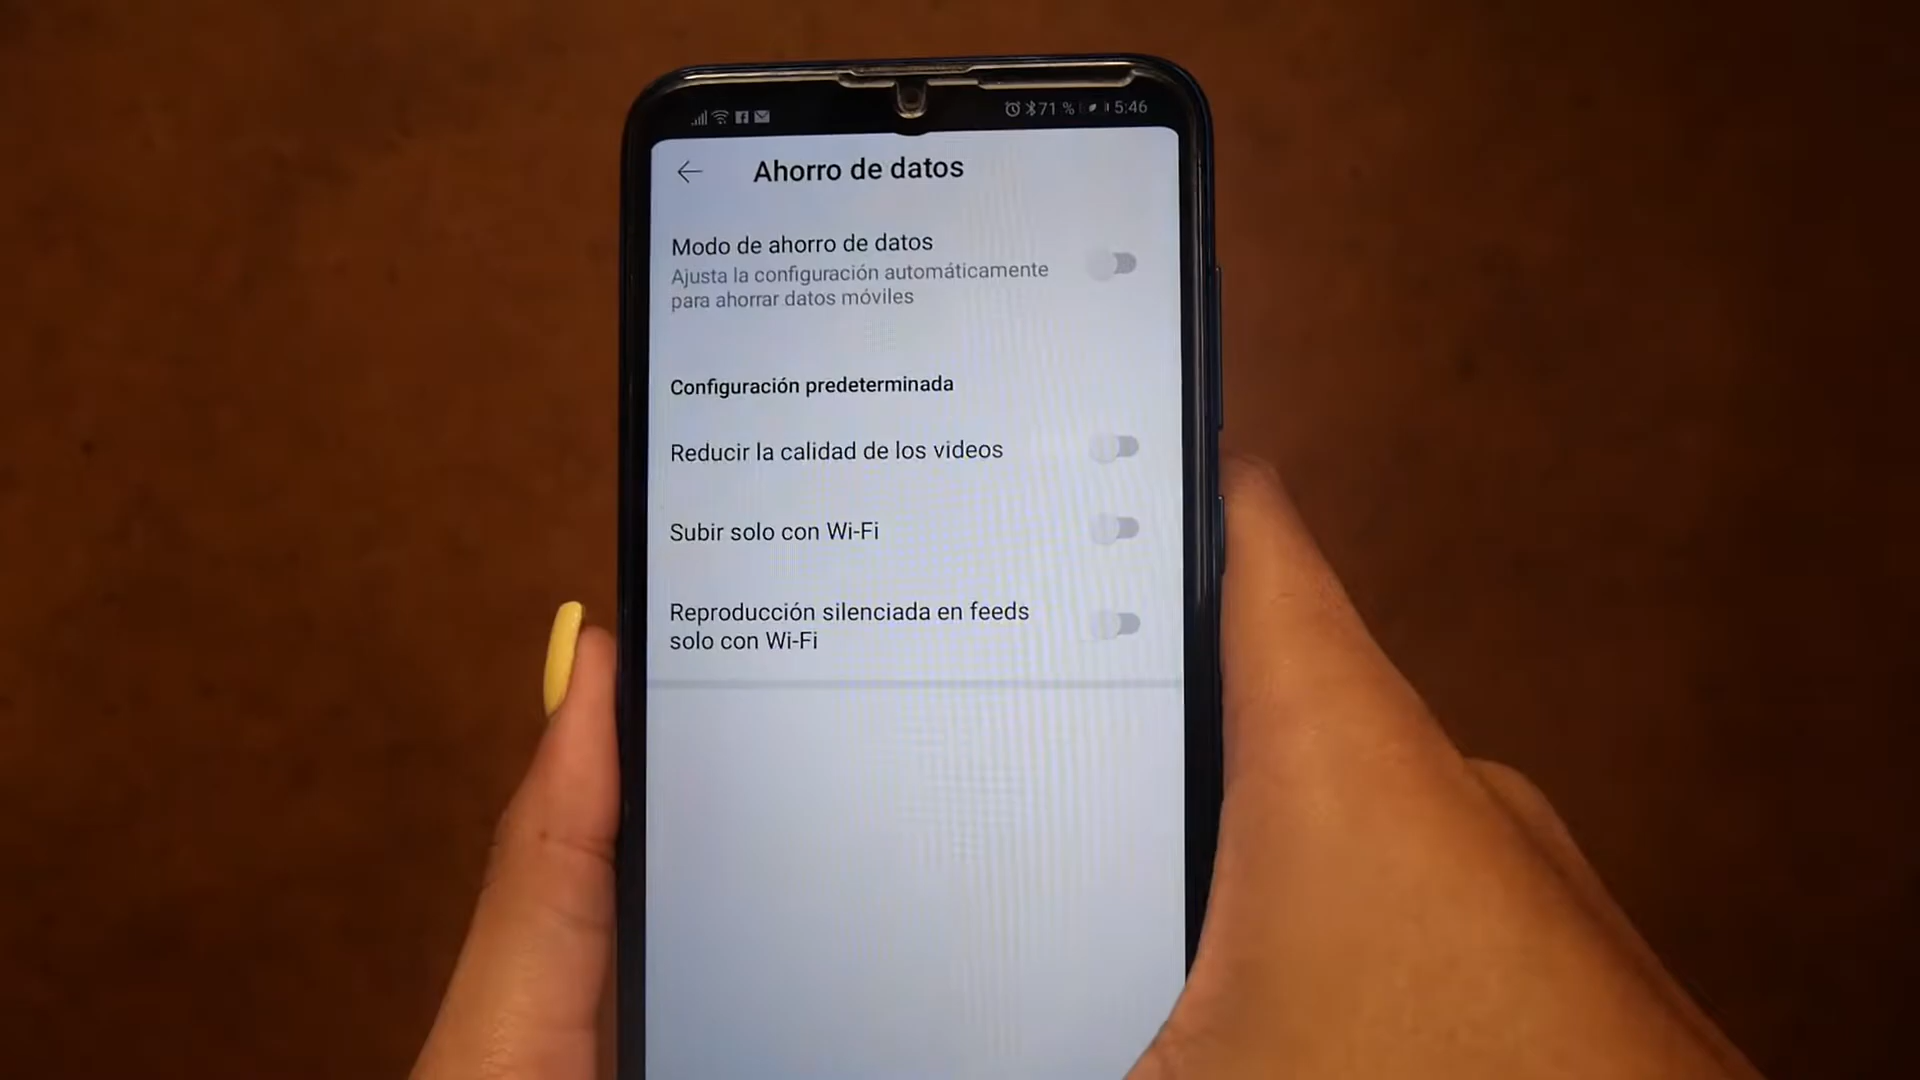 71 % 5:46
Ahorro de datos
Modo de ahorro de datos
Ajusta la configuración automáticamente
para ahorrar datos móviles
Configuración predeterminada
Reducir la calidad de los videos
Subir solo con Wi-Fi
Reproducción silenciada en feeds
solo con Wi-Fi